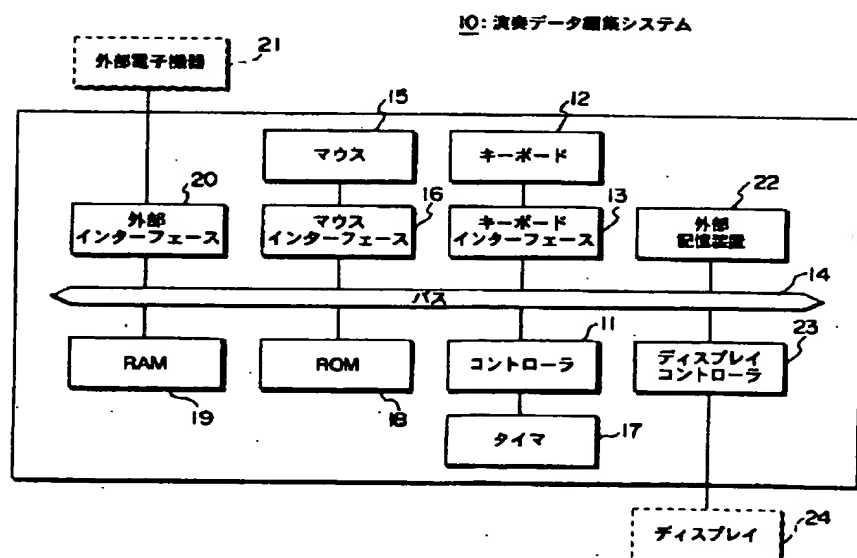 10: 演奏データ編集システム
外部電子機器
21
15
12
マウス
キーボード
20
16
13
22
外部
インターフェース
マウス
インターフェース
キーボード
インターフェース
外部
記憶装置
14
バス
11
23
RAM
ROM
コントローラ
ディスプレイ
コントローラ
19
18
タイマ
17
ディスプレイ
24